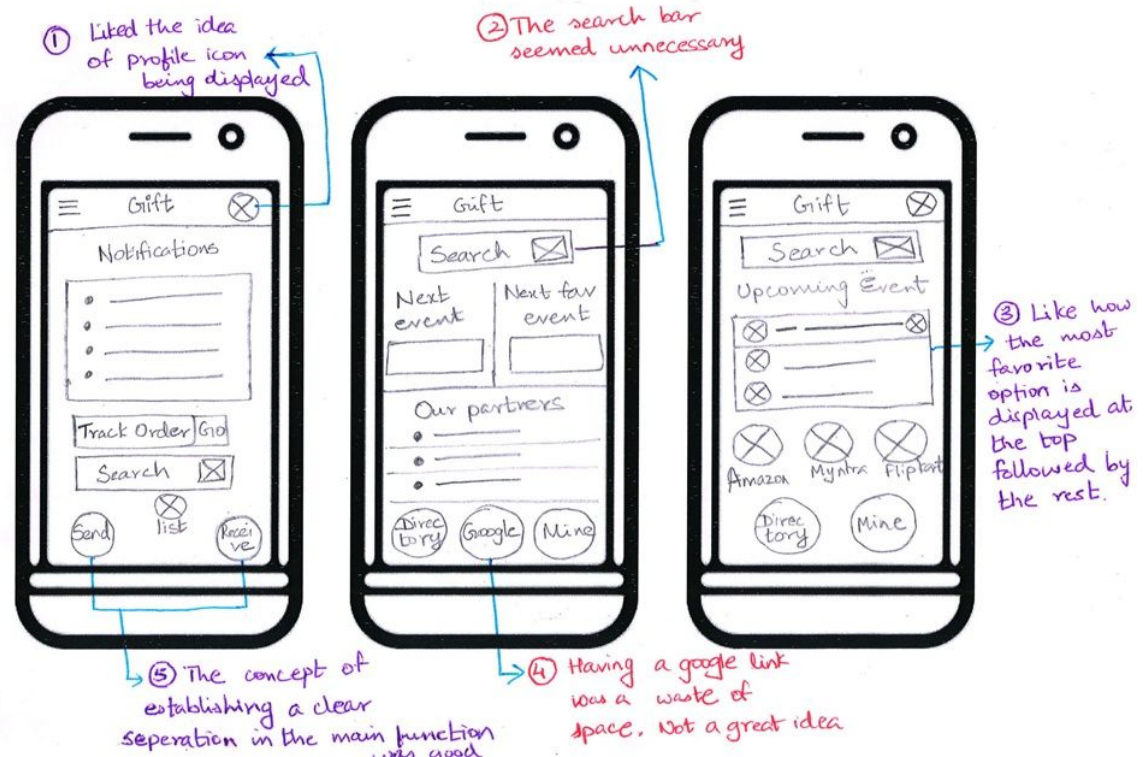 ① Liked the idea
of profile icon
being displayed
② The search bar
seemed unnecessary
Gift
Notifications
Track Order Go
Search
list
Send
Recei
ve
Gift
Search
Next
event
Next fav
event
Our partners
Direc
tory
Google
Mine
Gift
Search
Upcoming Event
Amazon Myntra Flipkart
Direc
tory
Mine
③ Like how
the most
favorite
option is
displayed at
the top
followed by
the rest.
⑤ The concept of
establishing a clear
seperation in the main function
was good
④ Having a google link
was a waste of
space. Not a great idea